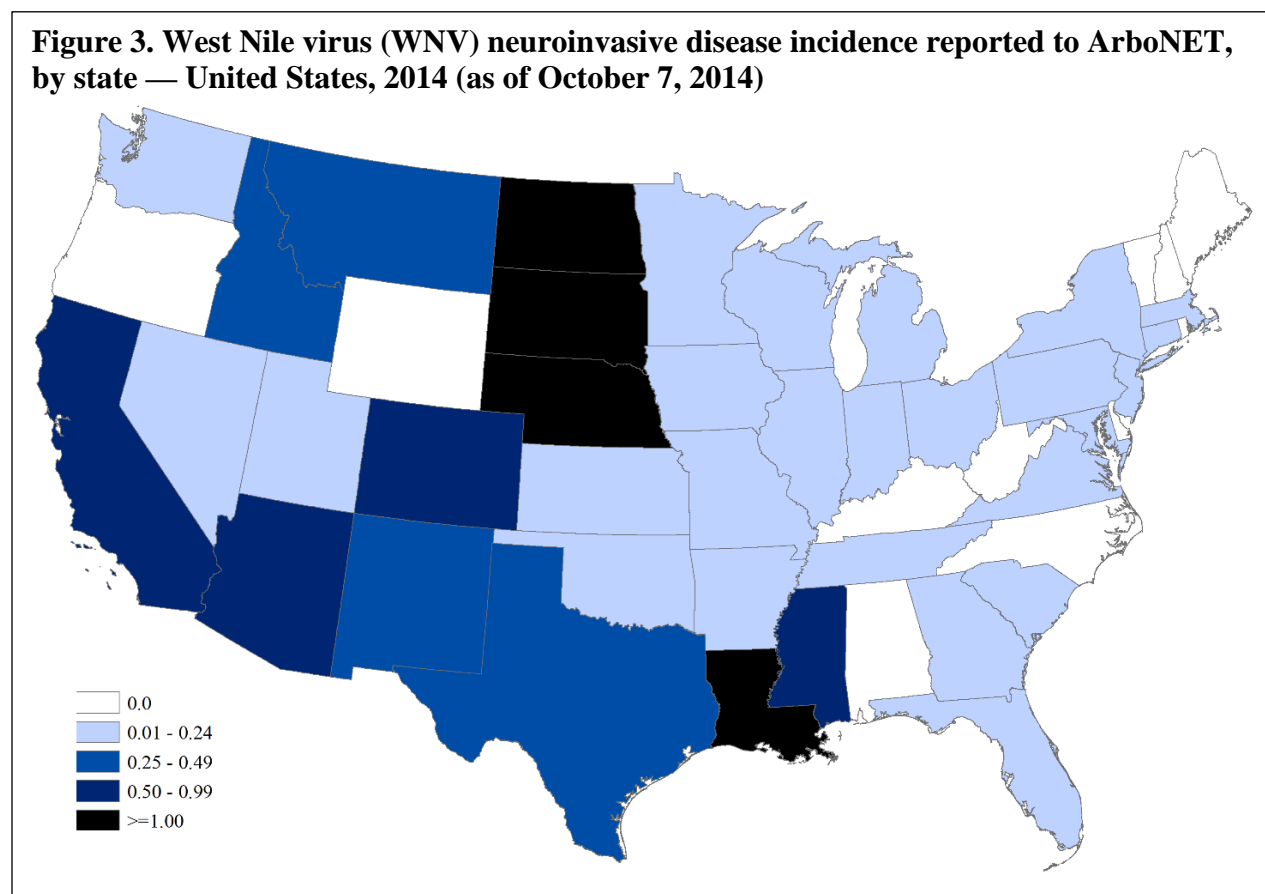 Figure 3. West Nile virus (WNV) neuroinvasive disease incidence reported to ArboNET,
by state — United States, 2014 (as of October 7, 2014)
0.0
0.01 - 0.24
0.25 - 0.49
0.50 - 0.99
>=1.00